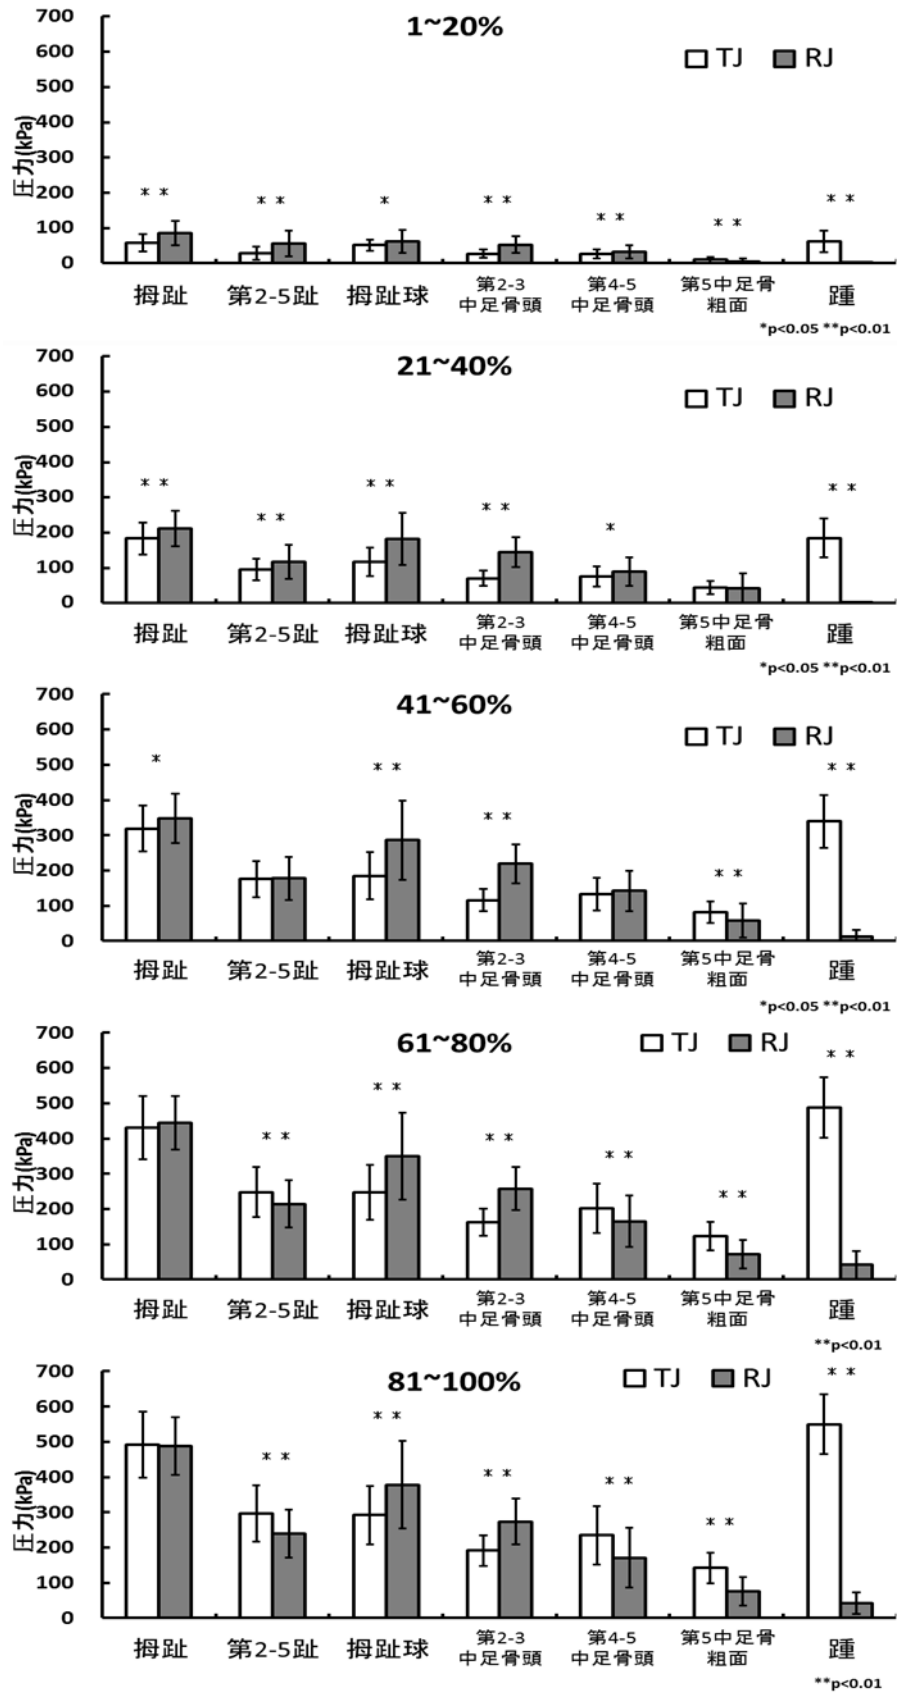 1~20%
TJ RJ
圧力(kPa)
700
600
500
400
300
200
100
0
** ** * ** ** ** **
拇趾 第2-5趾 拇趾球 第2-3 第4-5 第5中足骨 踵
中足骨頭 中足骨頭 粗面
*p<0.05 **p<0.01
21~40%
TJ RJ
圧力(kPa)
700
600
500
400
300
200
100
0
** ** ** ** * **
拇趾 第2-5趾 拇趾球 第2-3 第4-5 第5中足骨 踵
中足骨頭 中足骨頭 粗面
*p<0.05 **p<0.01
41~60%
TJ RJ
圧力(kPa)
700
600
500
400
300
200
100
0
* ** ** ** **
拇趾 第2-5趾 拇趾球 第2-3 第4-5 第5中足骨 踵
中足骨頭 中足骨頭 粗面
*p<0.05 **p<0.01
61~80%
TJ RJ
圧力(kPa)
700
600
500
400
300
200
100
0
** ** ** ** ** **
拇趾 第2-5趾 拇趾球 第2-3 第4-5 第5中足骨 踵
中足骨頭 中足骨頭 粗面
**p<0.01
81~100%
TJ RJ
圧力(kPa)
700
600
500
400
300
200
100
0
** ** ** ** ** **
拇趾 第2-5趾 拇趾球 第2-3 第4-5 第5中足骨 踵
中足骨頭 中足骨頭 粗面
**p<0.01